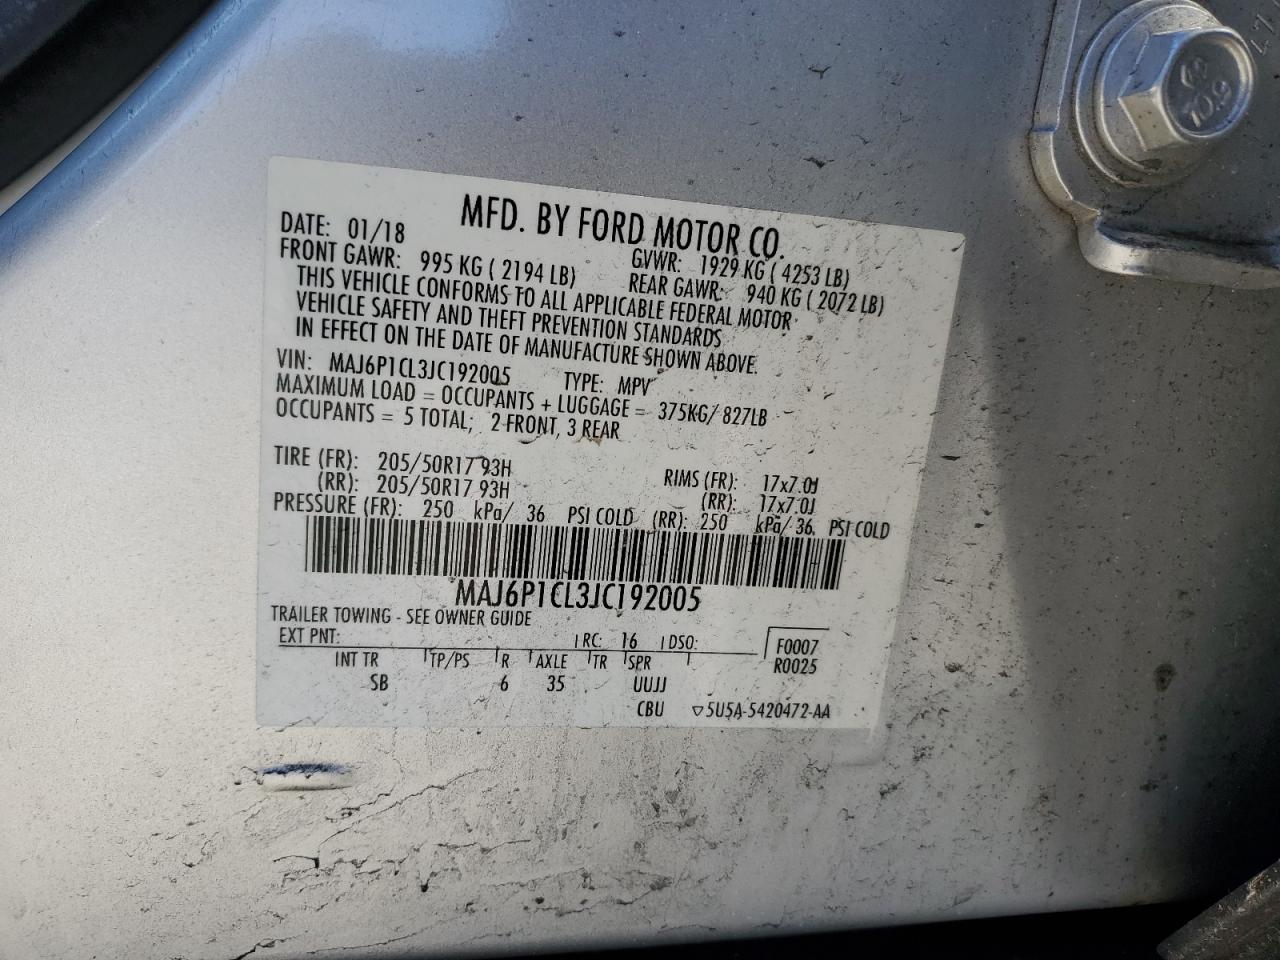 MFD. BY FORD MOTOR CO.
DATE: 01/18 GVWR: 1929 KG ( 4253 LB)
FRONT GAWR: 995 KG ( 2194 LB) REAR GAWR: 940 KG ( 2072 LB)
THIS VEHICLE CONFORMS TO ALL APPLICABLE FEDERAL MOTOR
VEHICLE SAFETY AND THEFT PREVENTION STANDARDS
IN EFFECT ON THE DATE OF MANUFACTURE SHOWN ABOVE.
VIN: MAJ6P1CL3JC192005 TYPE: MPV
MAXIMUM LOAD = OCCUPANTS + LUGGAGE = 375KG/ 827LB
OCCUPANTS = 5 TOTAL; 2 FRONT, 3 REAR
TIRE (FR): 205/50R17 93H RIMS (FR): 17x7.0J
(RR): 205/50R17 93H (RR): 17x7.0J
PRESSURE (FR): 250 kPa/ 36 PSI COLD (RR): 250 kPa/ 36 PSI COLD
MAJ6P1CL3JC192005
TRAILER TOWING - SEE OWNER GUIDE
EXT PNT: RC: 16 DSO: F0007
INT TR TP/PS R AXLE TR SPR R0025
SB 6 35 UUJJ
CBU 5U5A-5420472-AA
10.9